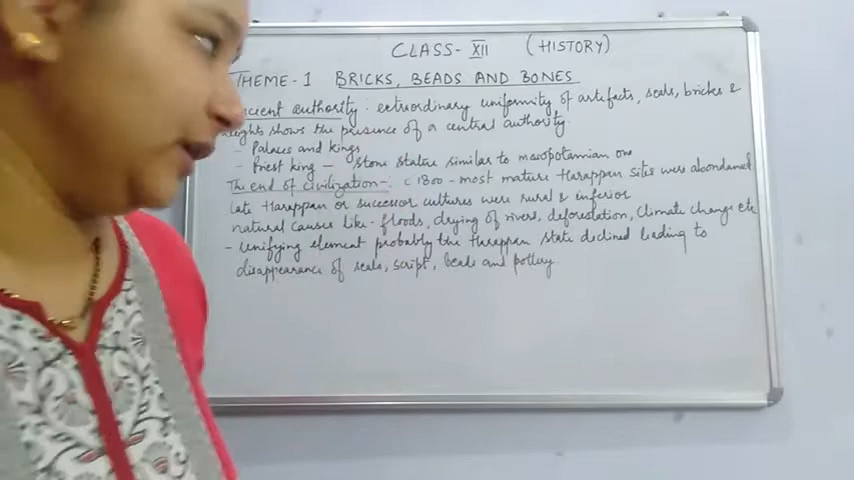 CLASS - XII (HISTORY)
THEME - 1 BRICKS, BEADS AND BONES
ncient authority : extraordinary uniformity of artefacts, seals, bricks &
eights shows the presence of a central authority.
- Palaces and kings
- Priest king - Stone statue similar to mesopotamian one
The end of civilization -: c 1800 - most mature Harappan sites were abondaned
late Harappan or successor cultures were rural & inferior
natural causes like - floods, drying of rivers, deforestation, climate change etc
- Unifying element probably the Harappan state declined leading to
disappearance of seals, script, beads and pottery